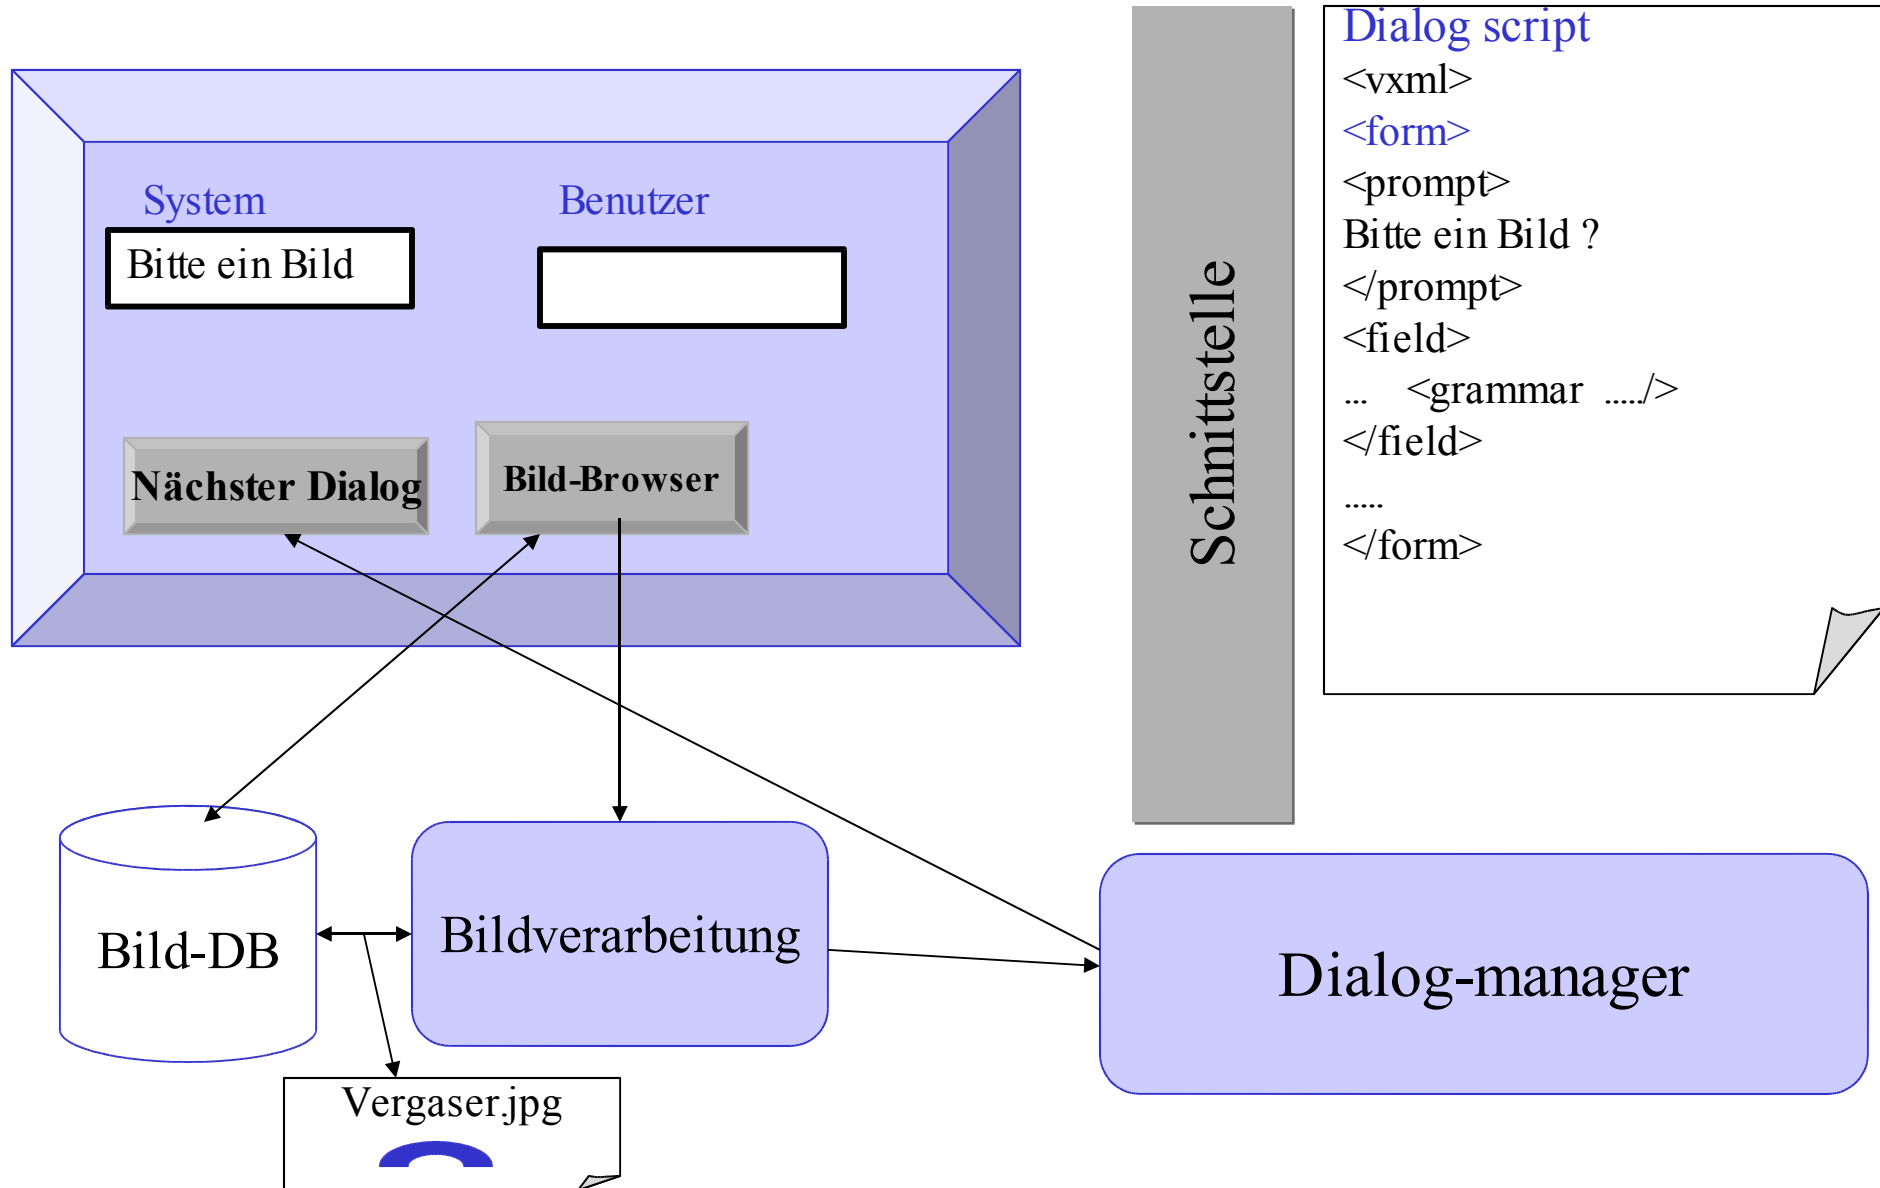 System
Benutzer
Bitte ein Bild
Nächster Dialog
Bild-Browser
Schnittstelle
Dialog script
<vxml>
<form>
<prompt>
Bitte ein Bild ?
</prompt>
<field>
... <grammar ...../>
</field>
.....
</form>
Bild-DB
Bildverarbeitung
Dialog-manager
Vergaser.jpg